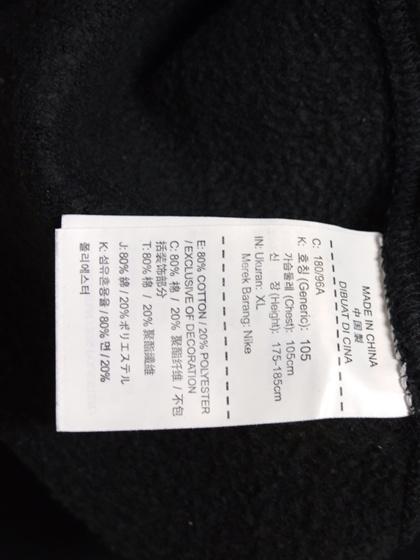 MADE IN CHINA
中国製
DIBUAT DI CINA
C: 180/96A
K: 호칭 (Generic): 105
가슴둘레 (Chest): 105cm
신 장 (Height): 175-185cm
IN: Ukuran: XL
Merek Barang: Nike
E: 80% COTTON / 20% POLYESTER
/ EXCLUSIVE OF DECORATION
C: 80% 棉 / 20% 聚酯纤维 / 不包
括装饰部分
T: 80% 棉 / 20% 聚酯纖維
J: 80% 綿 / 20% ポリエステル
K: 섬유혼용율 / 80% 면 / 20%
폴리에스터